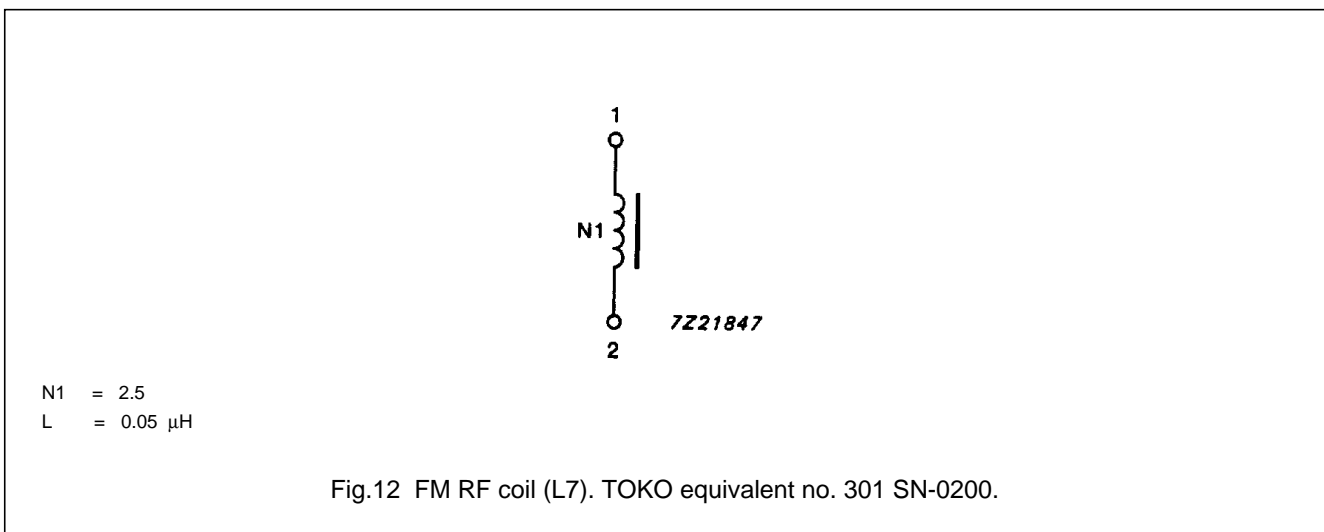 1
N1
7Z21847
2
N1 = 2.5
L = 0.05 μH
Fig.12 FM RF coil (L7). TOKO equivalent no. 301 SN-0200.